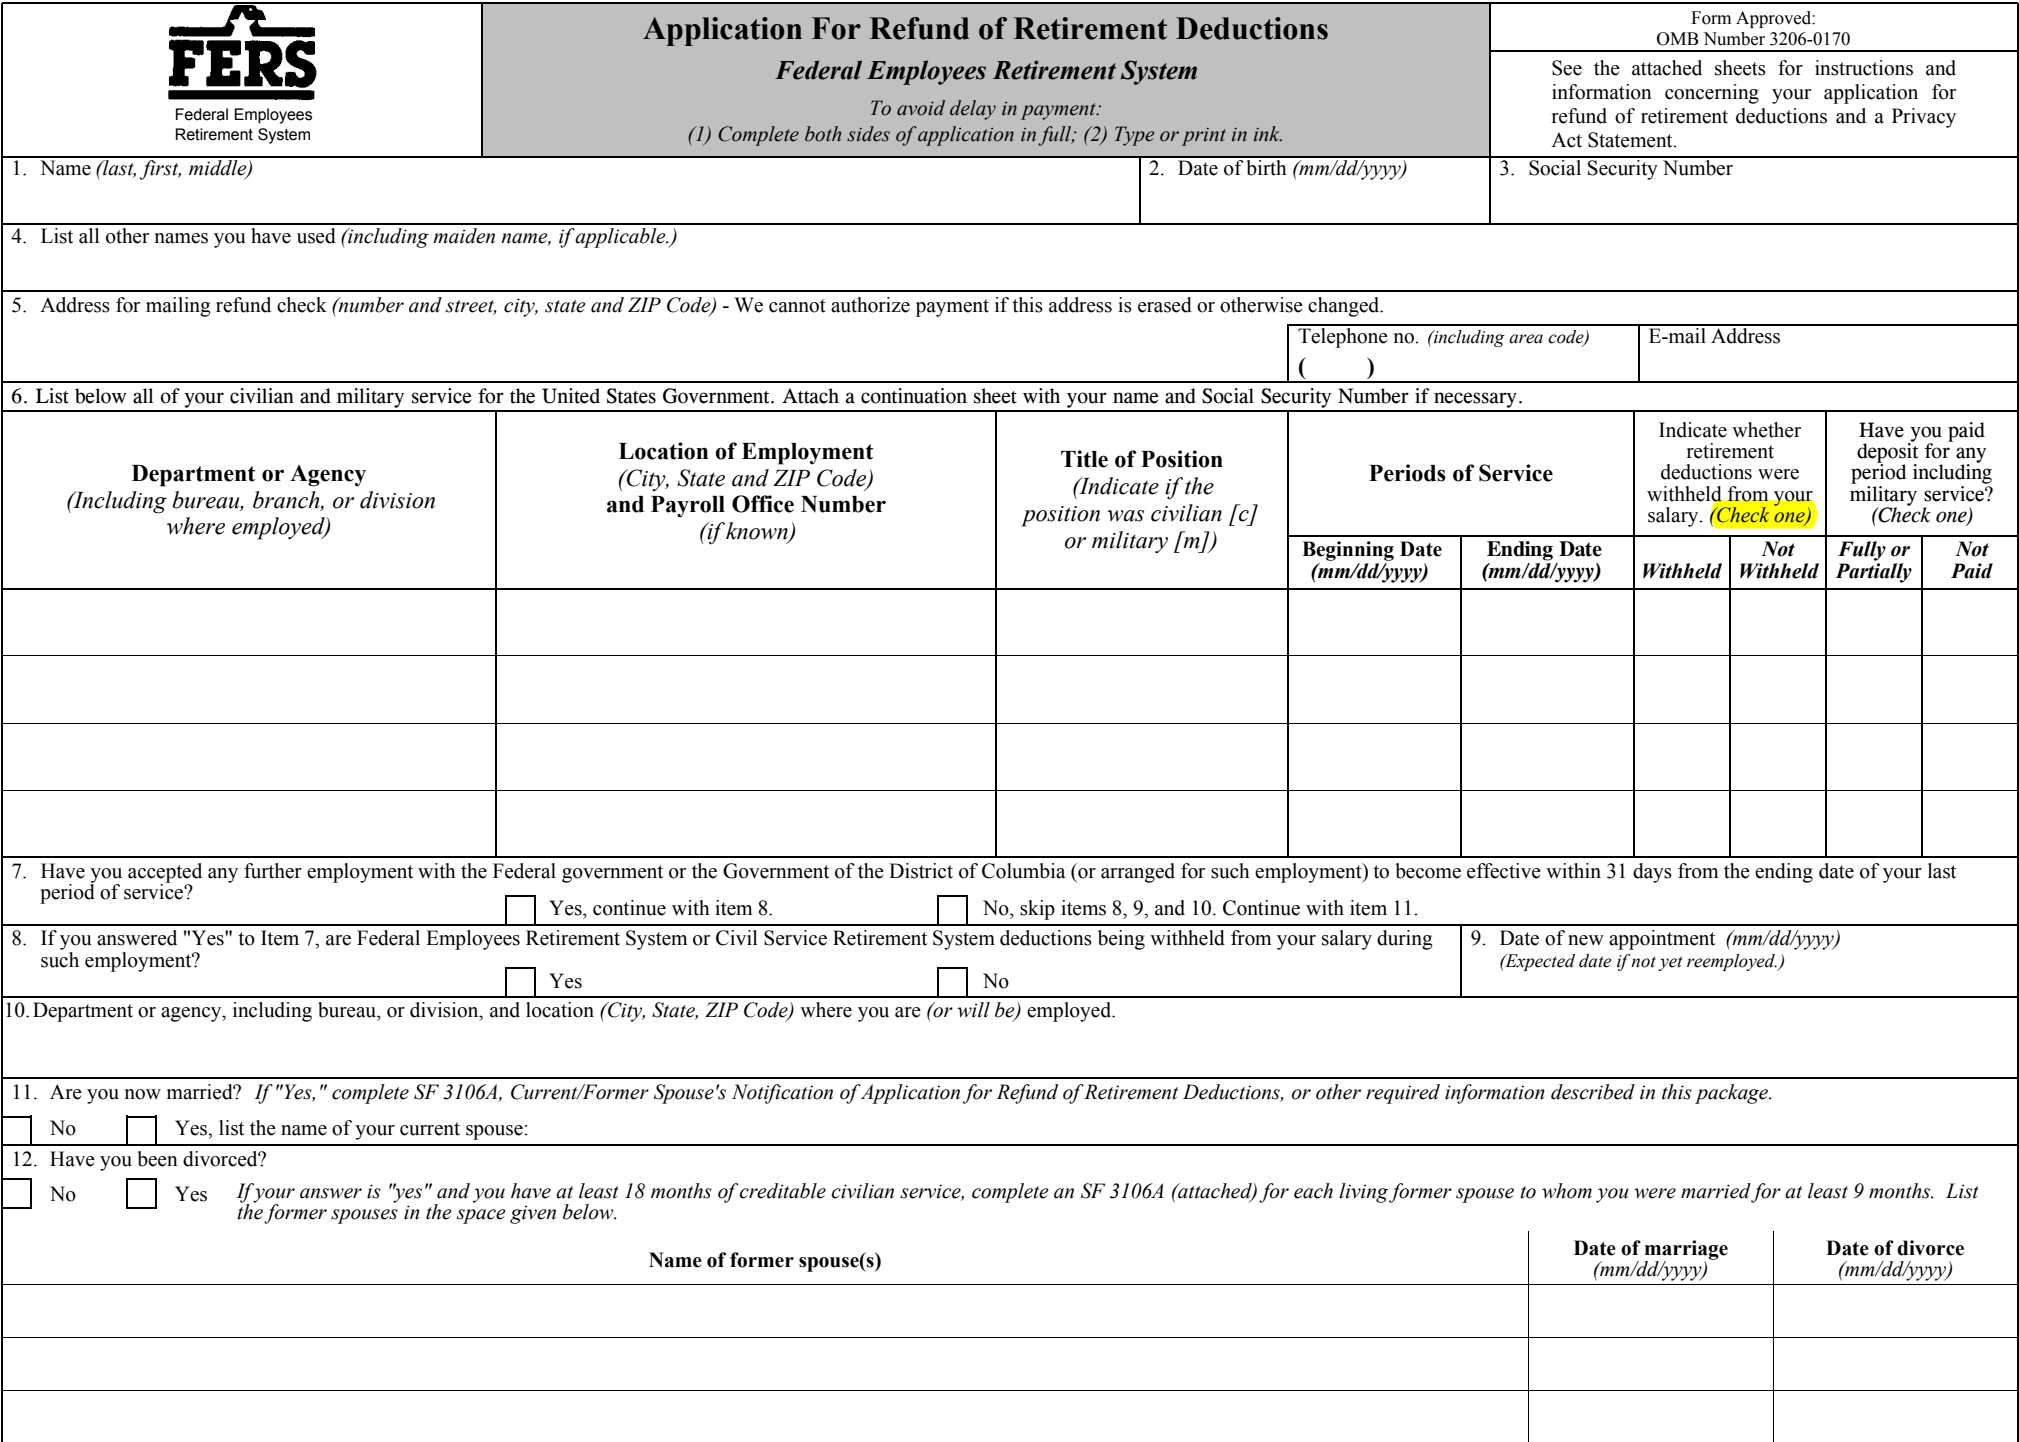 FERS
Federal Employees
Retirement System
Application For Refund of Retirement Deductions
Federal Employees Retirement System
To avoid delay in payment:
(1) Complete both sides of application in full; (2) Type or print in ink.
Form Approved:
OMB Number 3206-0170
See the attached sheets for instructions and
information concerning your application for
refund of retirement deductions and a Privacy
Act Statement.
1. Name (last, first, middle)
2. Date of birth (mm/dd/yyyy)
3. Social Security Number
4. List all other names you have used (including maiden name, if applicable.)
5. Address for mailing refund check (number and street, city, state and ZIP Code) - We cannot authorize payment if this address is erased or otherwise changed.
Telephone no. (including area code)
( )
E-mail Address
6. List below all of your civilian and military service for the United States Government. Attach a continuation sheet with your name and Social Security Number if necessary.
Department or Agency
(Including bureau, branch, or division
where employed)
Location of Employment
(City, State and ZIP Code)
and Payroll Office Number
(if known)
Title of Position
(Indicate if the
position was civilian [c]
or military [m])
Periods of Service
Beginning Date
(mm/dd/yyyy)
Ending Date
(mm/dd/yyyy)
Indicate whether
retirement
deductions were
withheld from your
salary. (Check one)
Withheld
Not
Withheld
Have you paid
deposit for any
period including
military service?
(Check one)
Fully or
Partially
Not
Paid
7. Have you accepted any further employment with the Federal government or the Government of the District of Columbia (or arranged for such employment) to become effective within 31 days from the ending date of your last
period of service?
Yes, continue with item 8.
No, skip items 8, 9, and 10. Continue with item 11.
8. If you answered "Yes" to Item 7, are Federal Employees Retirement System or Civil Service Retirement System deductions being withheld from your salary during
such employment?
Yes
No
9. Date of new appointment (mm/dd/yyyy)
(Expected date if not yet reemployed.)
10. Department or agency, including bureau, or division, and location (City, State, ZIP Code) where you are (or will be) employed.
11. Are you now married? If "Yes," complete SF 3106A, Current/Former Spouse's Notification of Application for Refund of Retirement Deductions, or other required information described in this package.
No
Yes, list the name of your current spouse:
12. Have you been divorced?
No
Yes
If your answer is "yes" and you have at least 18 months of creditable civilian service, complete an SF 3106A (attached) for each living former spouse to whom you were married for at least 9 months. List
the former spouses in the space given below.
Name of former spouse(s)
Date of marriage
(mm/dd/yyyy)
Date of divorce
(mm/dd/yyyy)